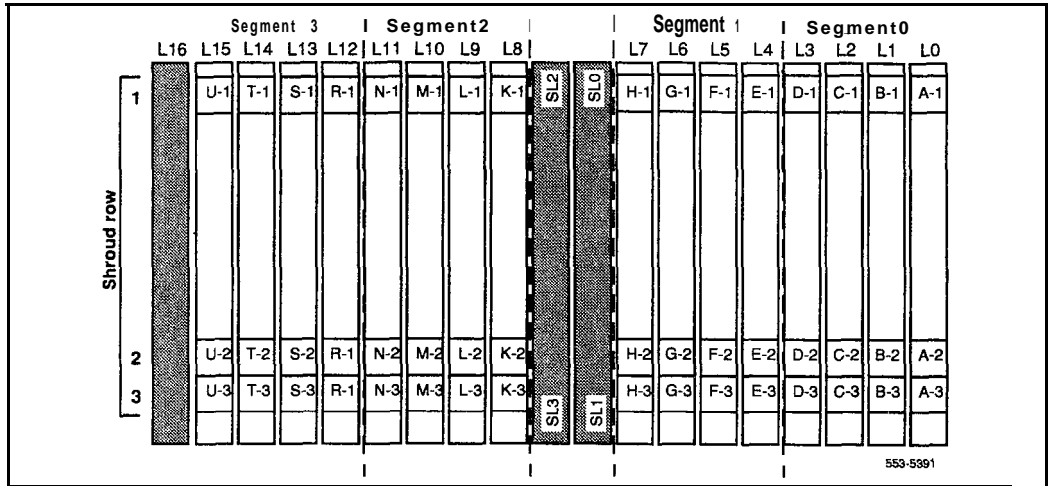 Segment 3 Segment2 Segment 1 Segment0
L16 L15 L14 L13 L12 L11 L10 L9 L8 L7 L6 L5 L4 L3 L2 L1 L0
1 U-1 T-1 S-1 R-1 N-1 M-1 L-1 K-1 SL2 SL0 H-1 G-1 F-1 E-1 D-1 C-1 B-1 A-1
Shroud row
2 U-2 T-2 S-2 R-1 N-2 M-2 L-2 K-2 H-2 G-2 F-2 E-2 D-2 C-2 B-2 A-2
3 U-3 T-3 S-3 R-1 N-3 M-3 L-3 K-3 SL3 SL1 H-3 G-3 F-3 E-3 D-3 C-3 B-3 A-3
553-5391